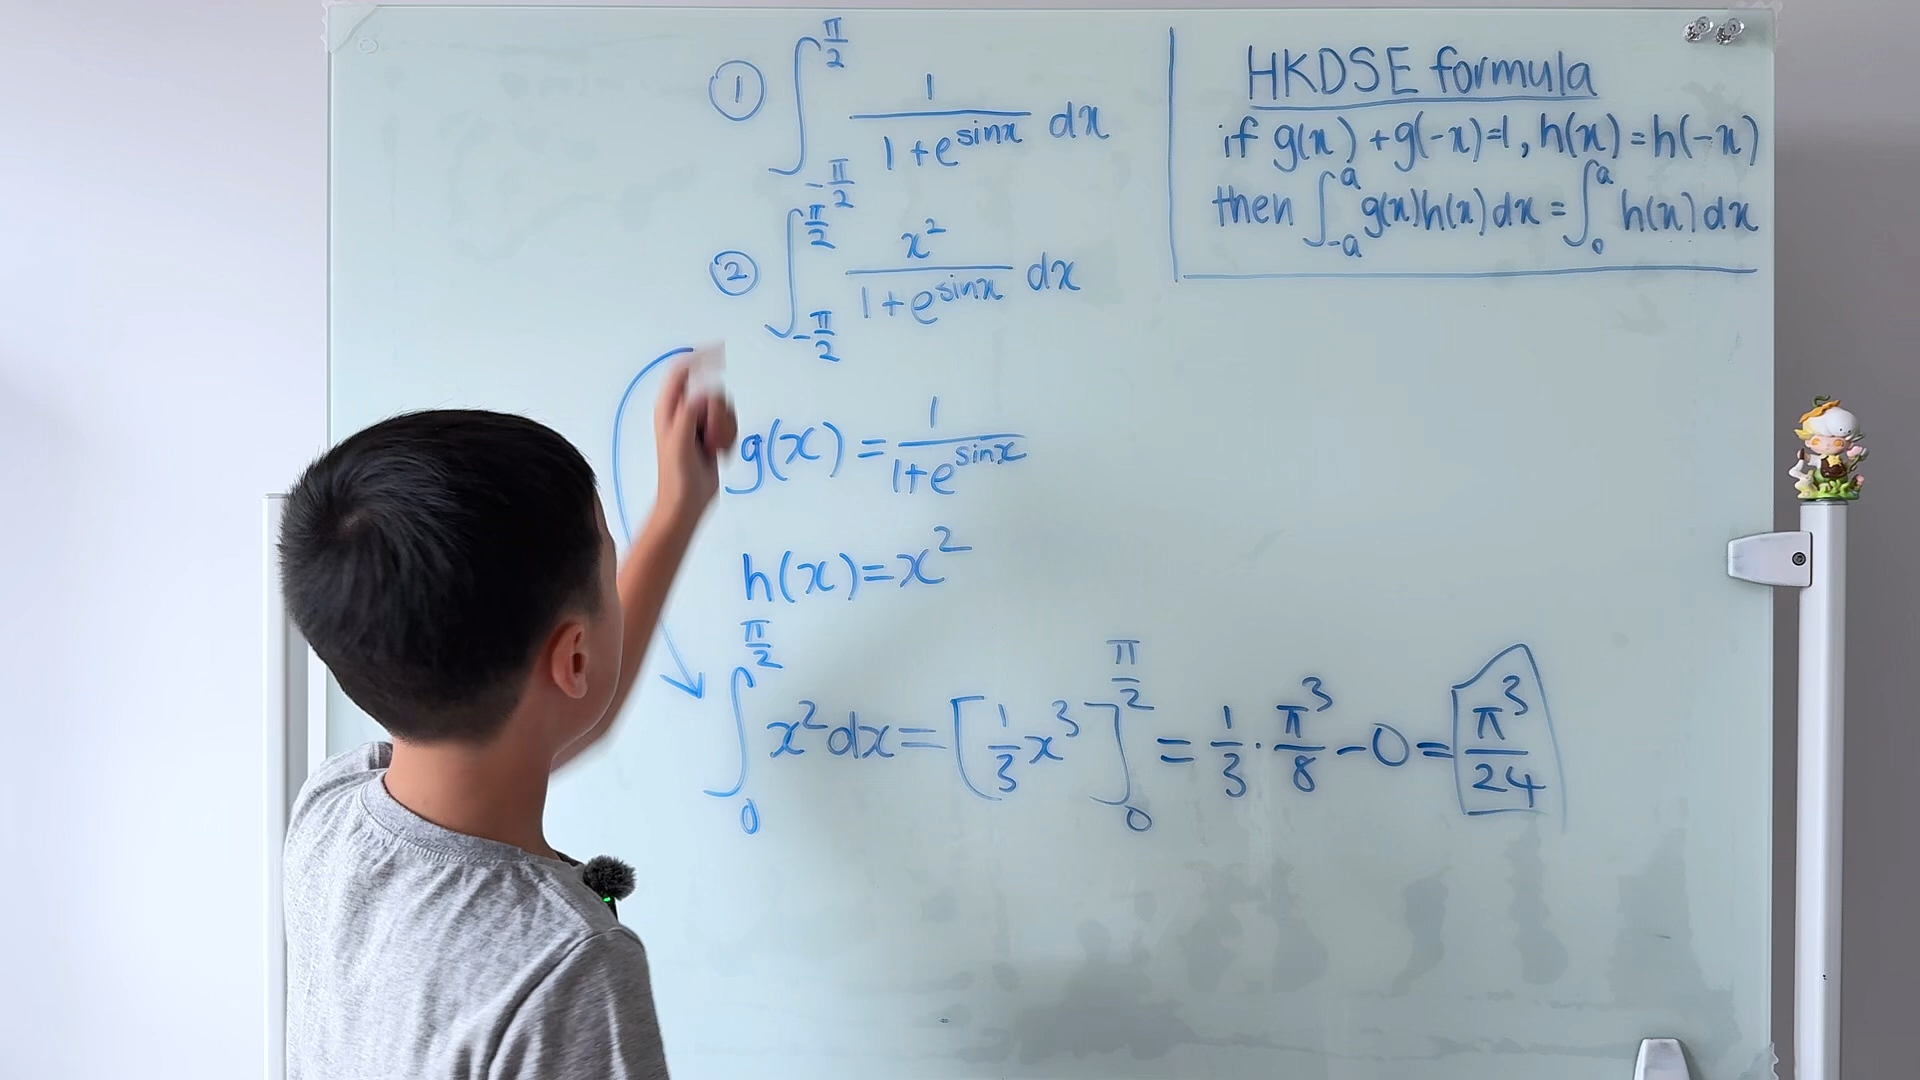 ① ∫_{-π/2}^{π/2} 1/(1+e^{sinx}) dx
② ∫_{-π/2}^{π/2} x²/(1+e^{sinx}) dx
HKDSE formula
if g(x)+g(-x)=1, h(x)=h(-x)
then ∫_{-a}^{a} g(x)h(x)dx = ∫_{0}^{a} h(x)dx
g(x) = 1/(1+e^{sinx})
h(x)=x²
∫_{0}^{π/2} x²dx = [1/3 x³]_{0}^{π/2} = 1/3 · π³/8 - 0 = π³/24